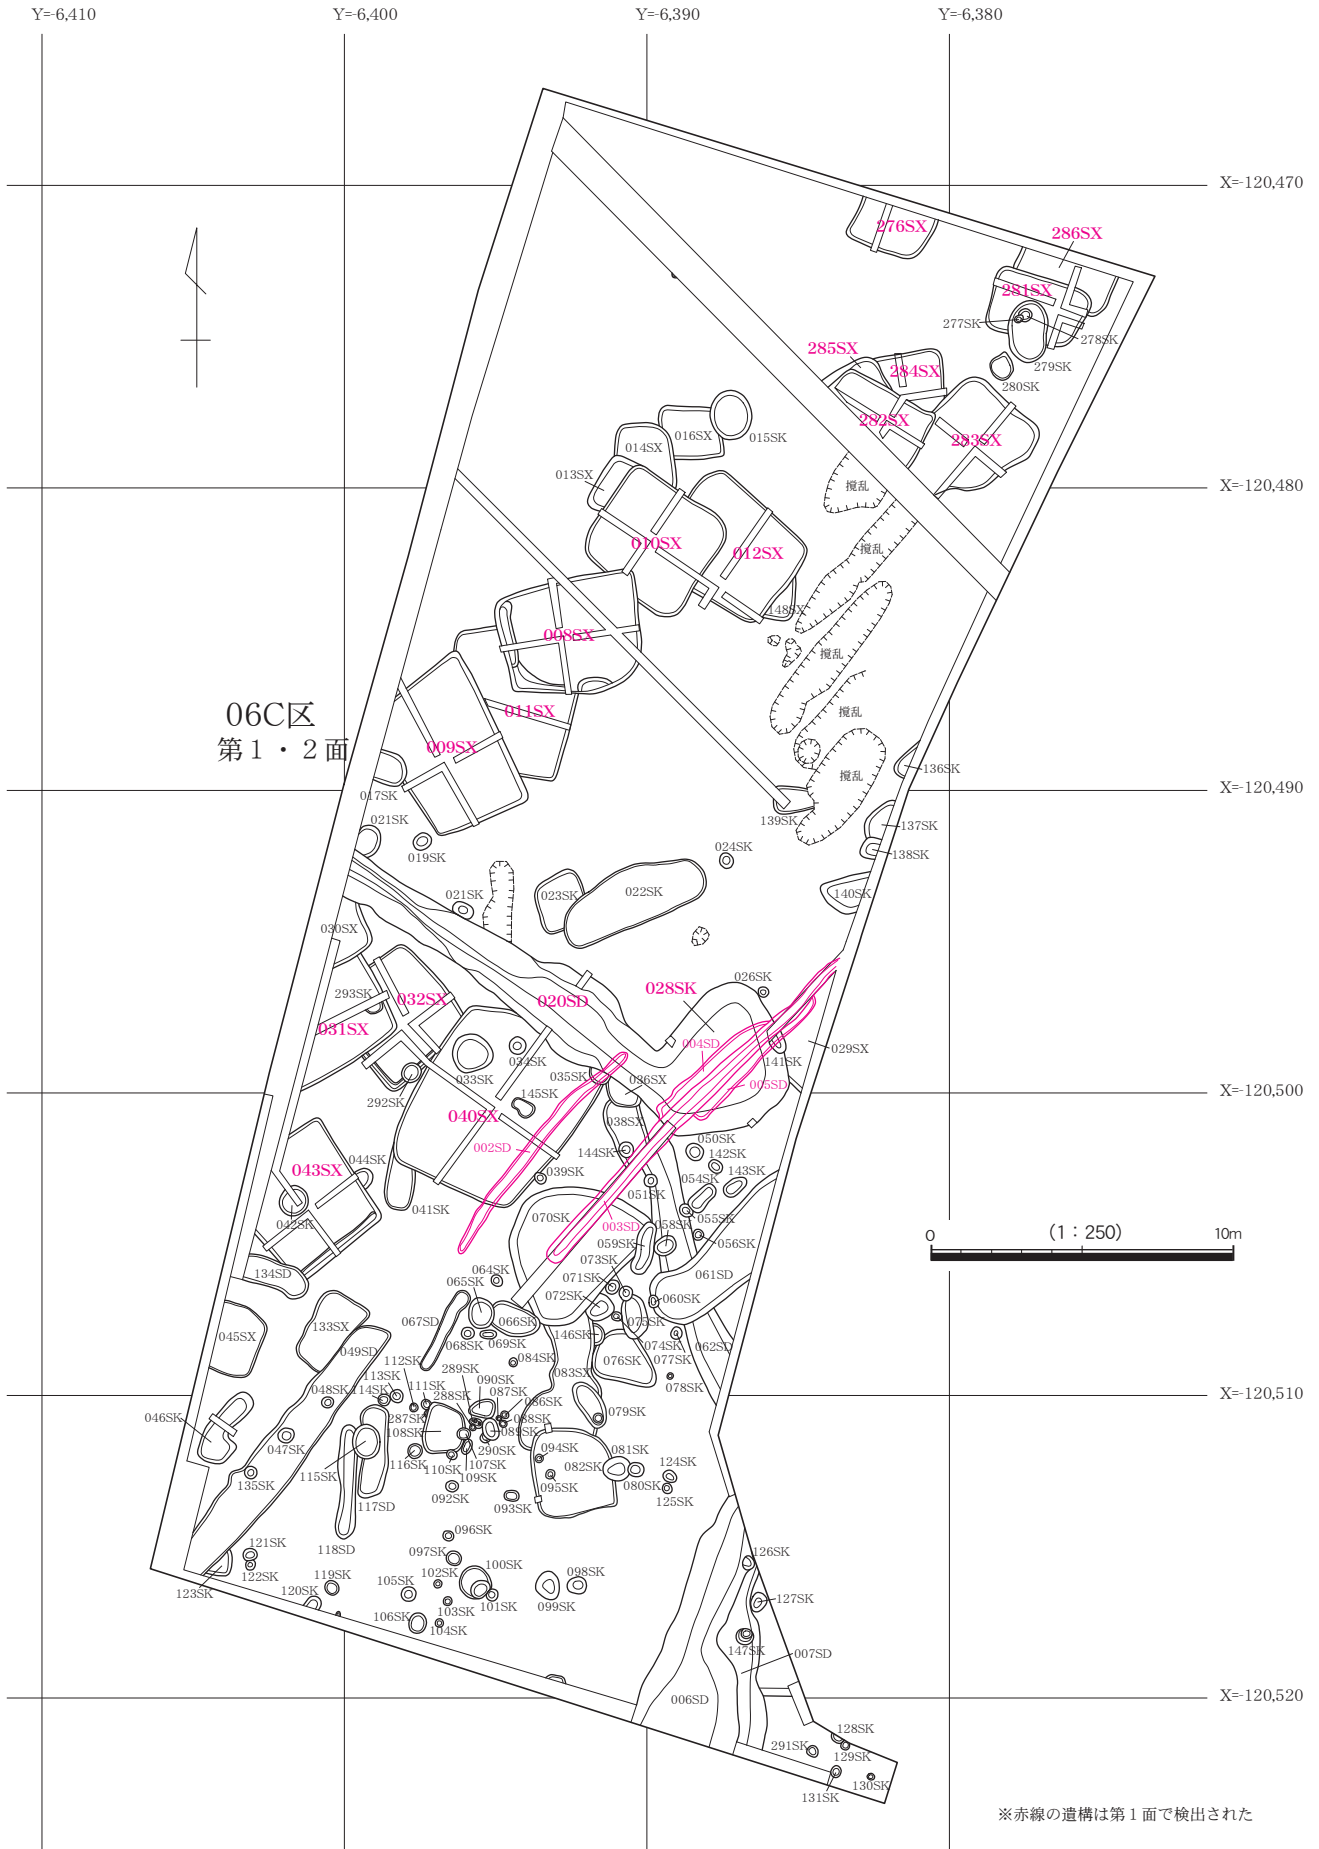 Y=-6,410
Y=-6,400
Y=-6,390
Y=-6,380
X=-120,470
276SX
286SX
281SX
277SK
278SK
279SK
280SK
285SX
284SX
282SX
283SX
016SX
015SK
014SX
013SX
X=-120,480
撹乱
010SX
012SX
撹乱
148SX
008SX
撹乱
011SX
撹乱
06C区
第1・2面
009SX
撹乱
136SK
017SK
X=-120,490
139SK
021SK
019SK
137SK
138SK
024SK
021SK
023SK
022SK
140SK
030SX
293SK
032SX
020SD
028SK
026SK
031SX
004SD
029SX
034SK
033SK
035SK
036SX
141SK
005SD
292SK
145SK
X=-120,500
040SX
038SX
002SD
144SK
050SK
142SK
043SX
044SK
039SK
143SK
054SK
051SK
041SK
042SK
070SK
003SD
058SK
055SK
059SK
056SK
134SD
064SK
065SK
073SK
071SK
072SK
061SD
060SK
(1：250)
0
10m
045SX
133SX
067SD
066SK
075SK
049SD
068SK
069SK
146SK
074SK
062SD
112SK
084SK
076SK
077SK
113SK
289SK
083SX
114SK
111SK
090SK
078SK
048SK
288SK
087SK
X=-120,510
046SK
287SK
086SK
079SK
108SK
088SK
089SK
047SK
290SK
094SK
081SK
116SK
107SK
082SK
124SK
115SK
110SK
109SK
135SK
095SK
080SK
125SK
092SK
093SK
117SD
096SK
118SD
121SK
097SK
126SK
122SK
100SK
102SK
098SK
119SK
105SK
123SK
120SK
127SK
103SK
101SK
099SK
106SK
104SK
147SK
007SD
006SD
X=-120,520
128SK
291SK
129SK
130SK
131SK
※赤線の遺構は第1面で検出された